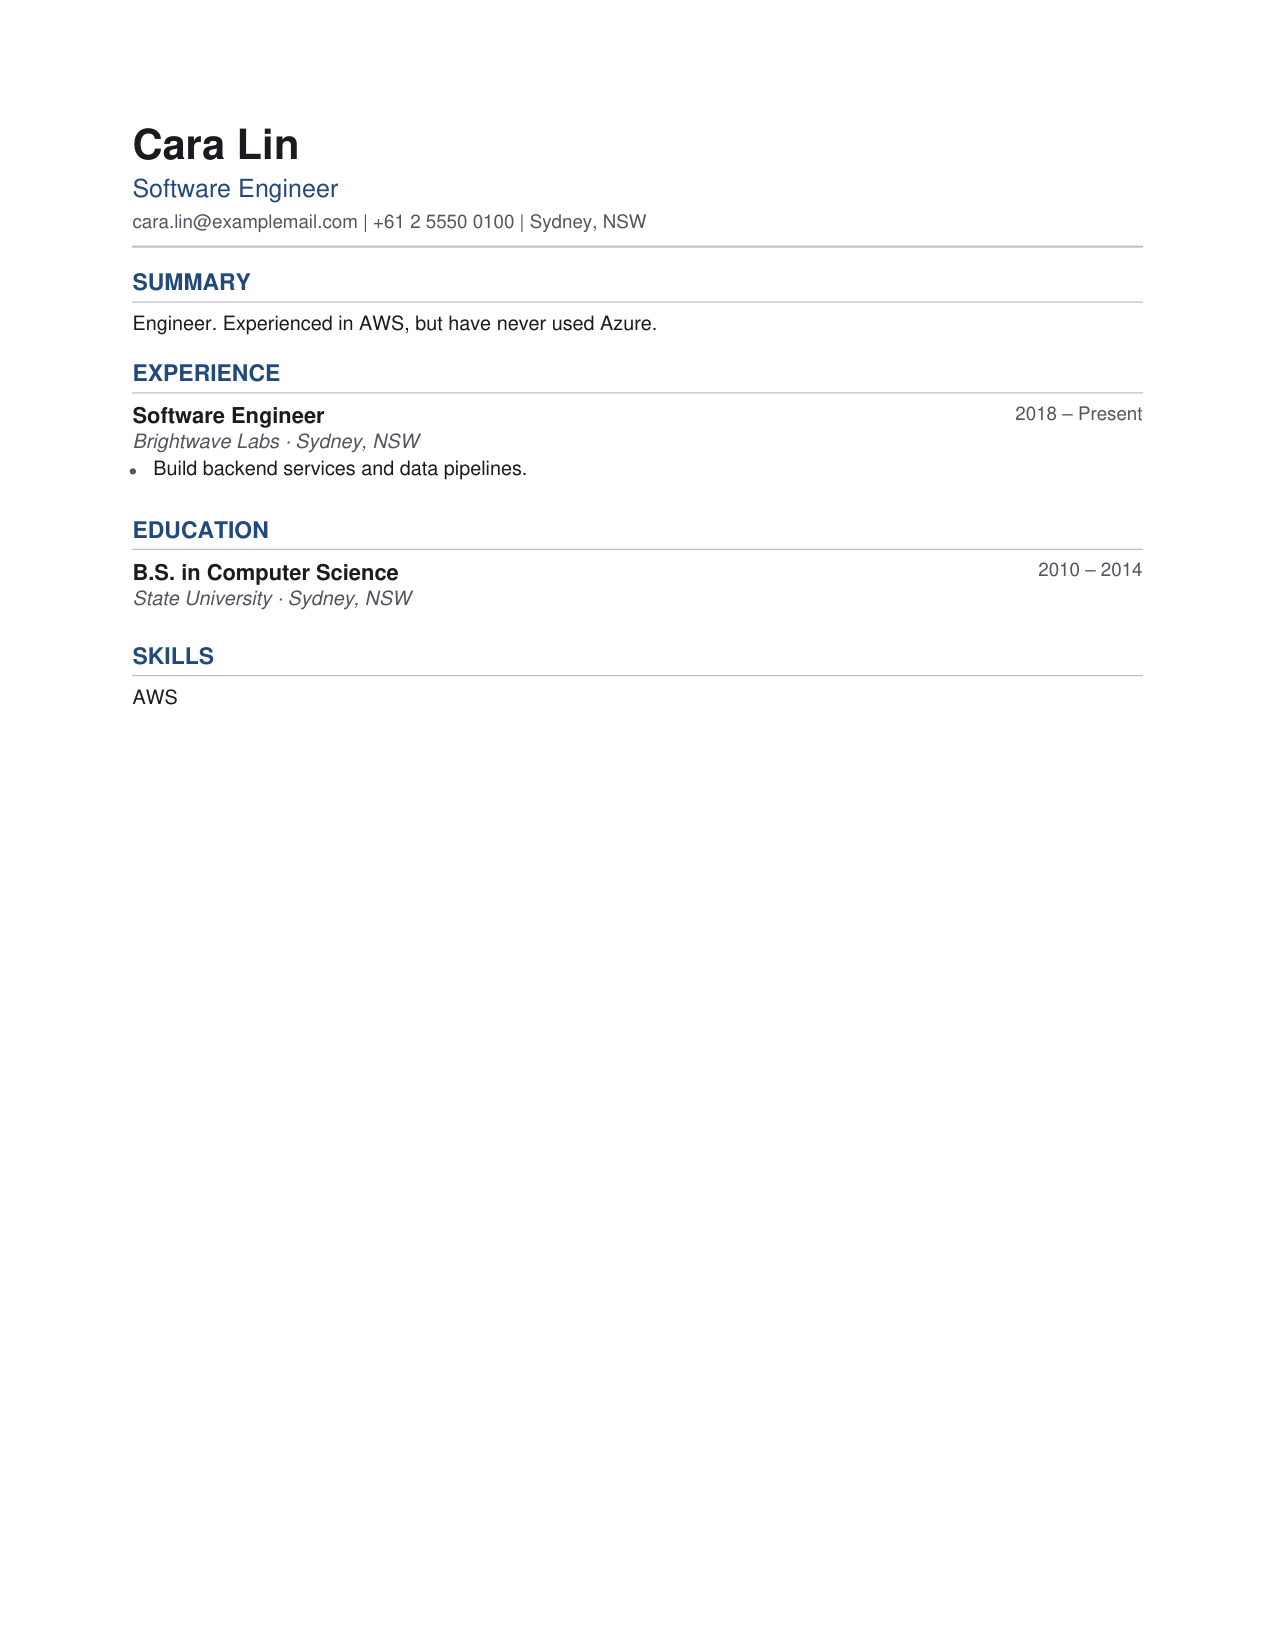 Cara Lin
Software Engineer
cara.lin@examplemail.com | +61 2 5550 0100 | Sydney, NSW
SUMMARY
Engineer. Experienced in AWS, but have never used Azure.
EXPERIENCE
Software Engineer 2018 – Present
Brightwave Labs · Sydney, NSW
• Build backend services and data pipelines.
EDUCATION
B.S. in Computer Science 2010 – 2014
State University · Sydney, NSW
SKILLS
AWS